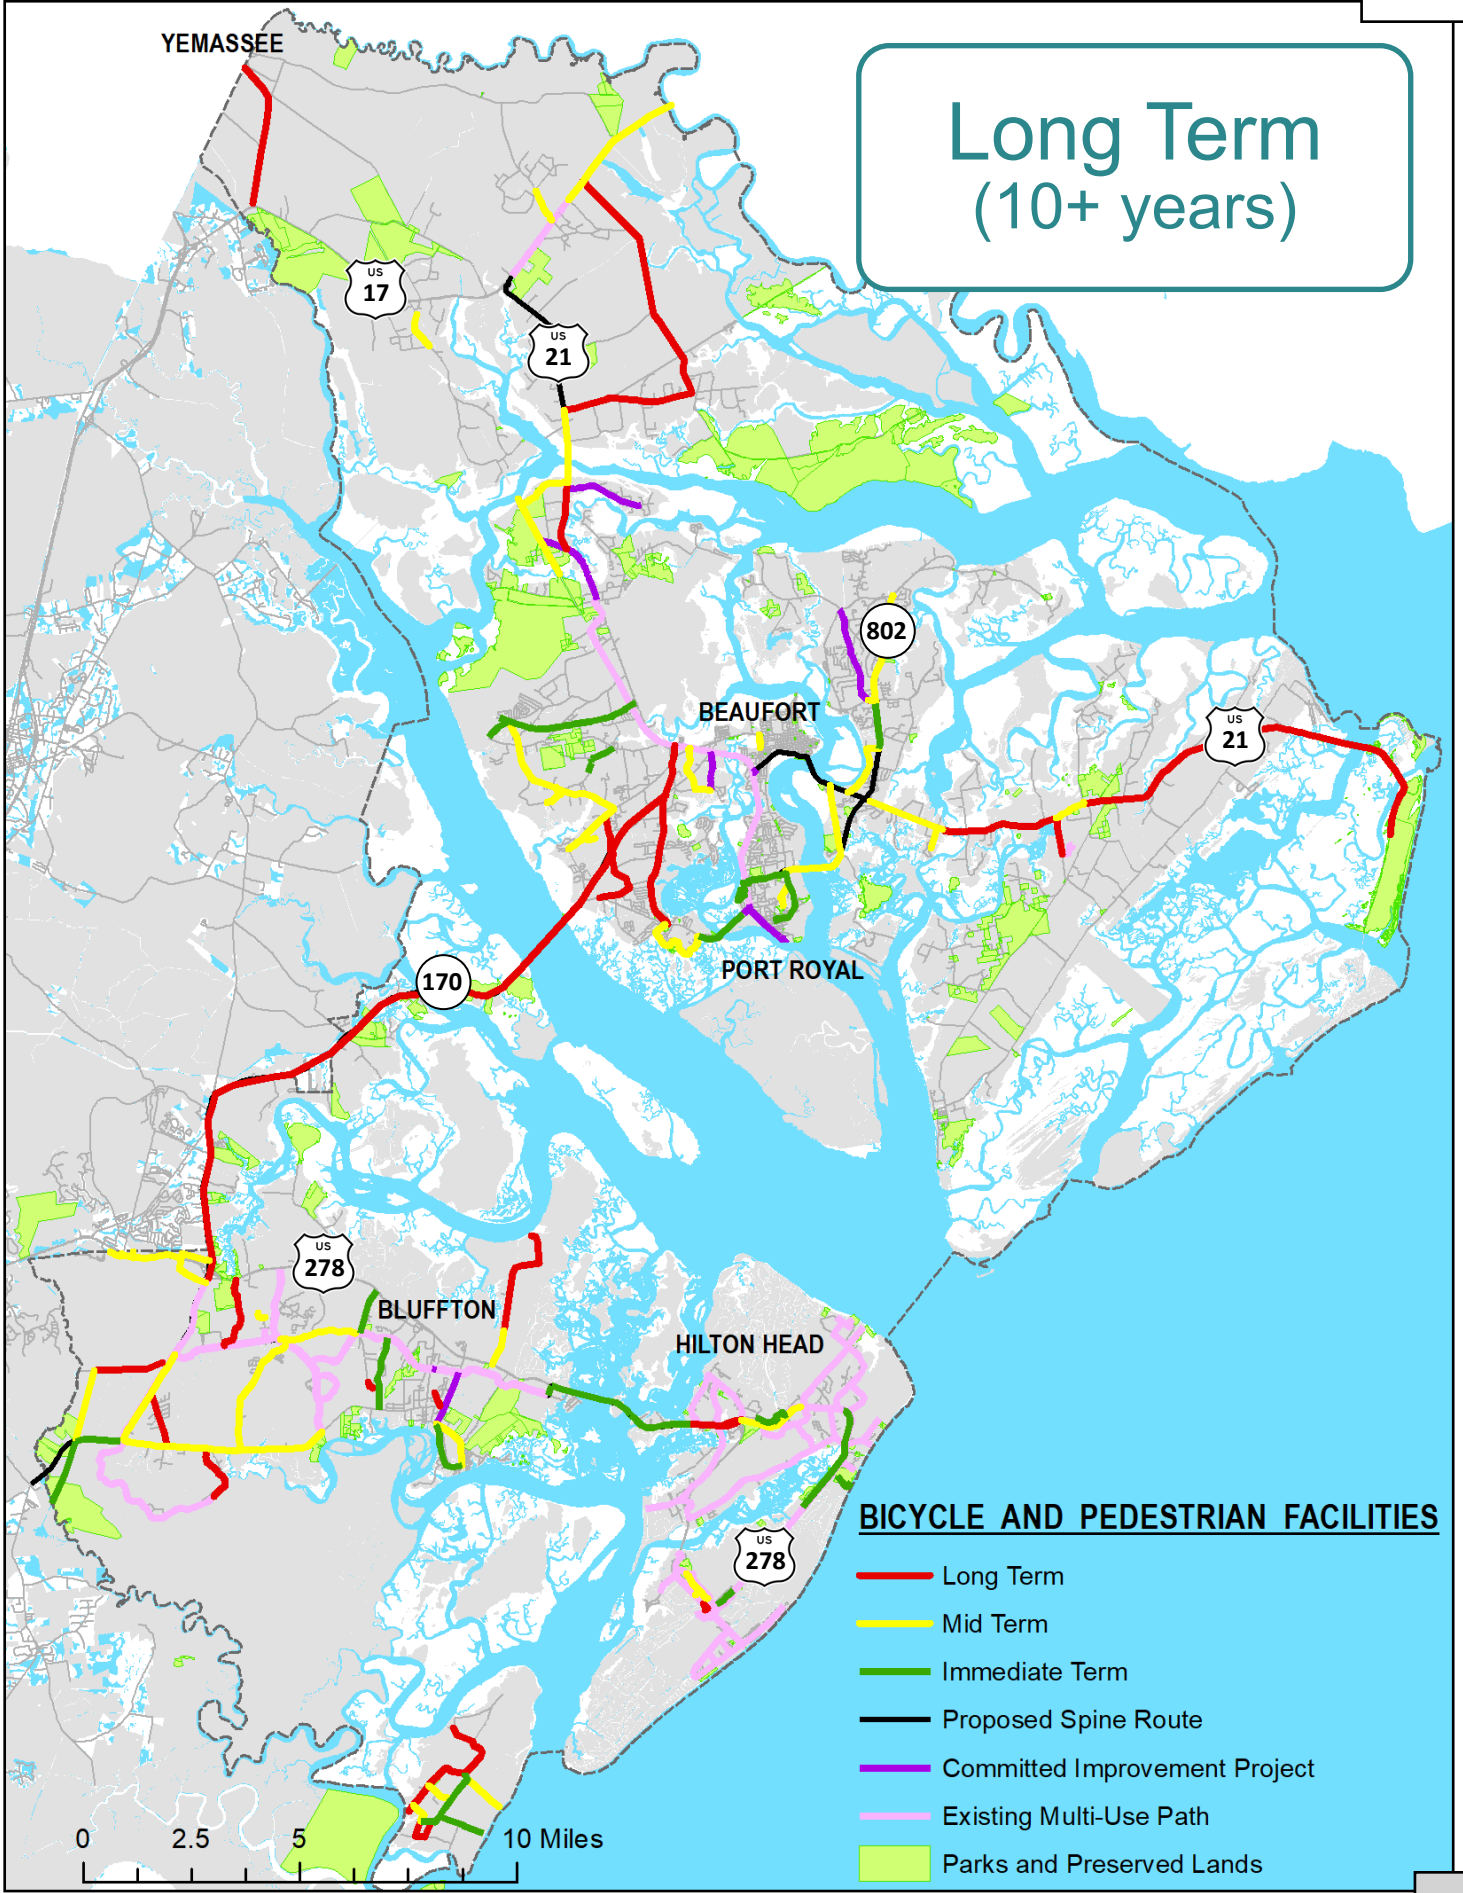 YEMASSEE
Long Term
(10+ years)
US
17
US
21
802
BEAUFORT
US
21
170
PORT ROYAL
US
278
BLUFFTON
HILTON HEAD
US
278
BICYCLE AND PEDESTRIAN FACILITIES
Long Term
Mid Term
Immediate Term
Proposed Spine Route
Committed Improvement Project
Existing Multi-Use Path
Parks and Preserved Lands
0 2.5 5 10 Miles